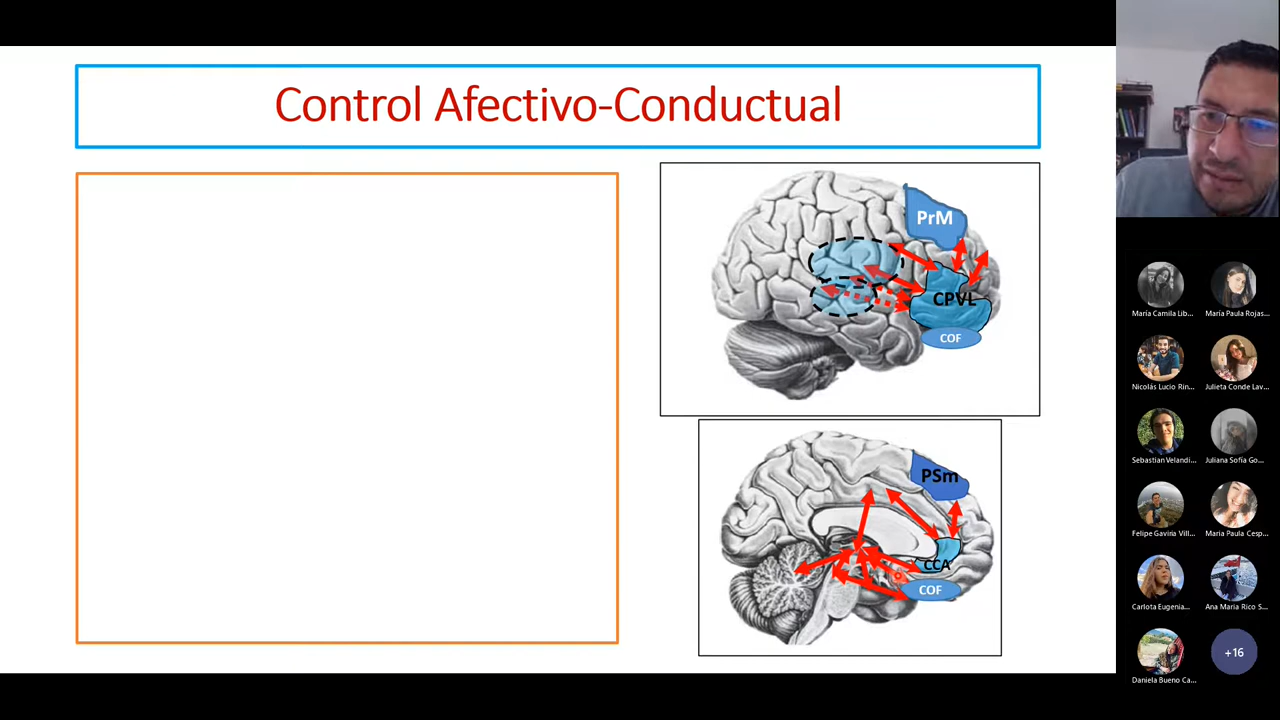 Control Afectivo-Conductual
PrM
CPVL
COF
PSm
CCA
COF
María Camila Lib...
María Paula Rojas...
Nicolás Lucio Rin...
Julieta Conde Lav...
Sebastian Velandi...
Juliana Sofía Go...
Felipe Gaviria Vill...
Maria Paula Cesp...
Carlota Eugenia...
Ana Maria Rico S...
Daniela Bueno Ca...
+16